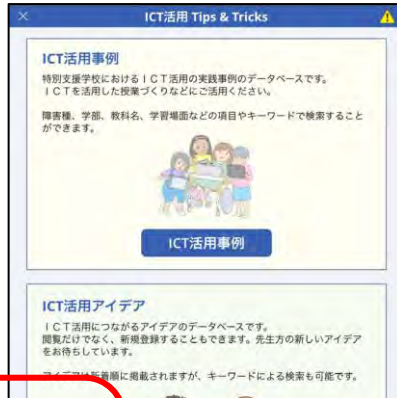 ICT活用 Tips & Tricks
ICT活用事例
特別支援学校におけるＩＣＴ活用の実践事例のデータベースです。
ＩＣＴを活用した授業づくりなどにご活用ください。
障害種、学部、教科名、学習場面などの項目やキーワードで検索すること
ができます。
ICT活用事例
ICT活用アイデア
ＩＣＴ活用につながるアイデアのデータベースです。
閲覧だけでなく、新規登録することもできます。先生方の新しいアイデア
をお待ちしています。
アイデアは新着順に掲載されますが、キーワードによる検索も可能です。